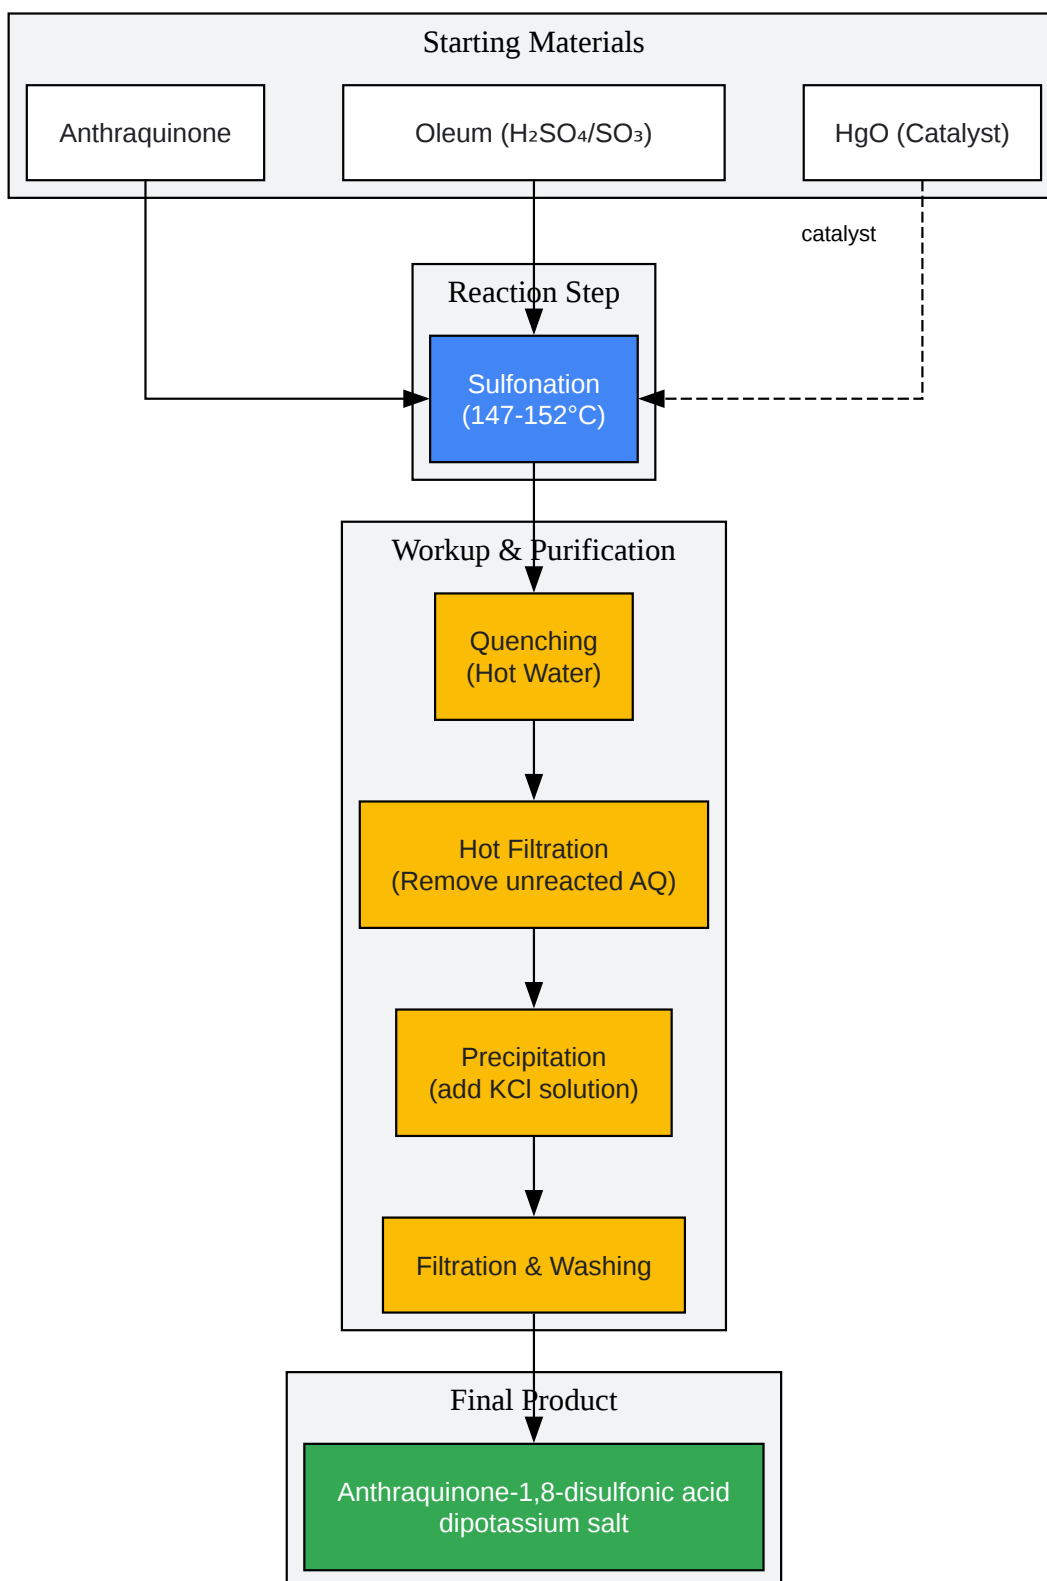 Starting Materials
Anthraquinone
Oleum (H₂SO₄/SO₃)
HgO (Catalyst)
catalyst
Reaction Step
Sulfonation
(147-152°C)
Workup & Purification
Quenching
(Hot Water)
Hot Filtration
(Remove unreacted AQ)
Precipitation
(add KCl solution)
Filtration & Washing
Final Product
Anthraquinone-1,8-disulfonic acid
dipotassium salt